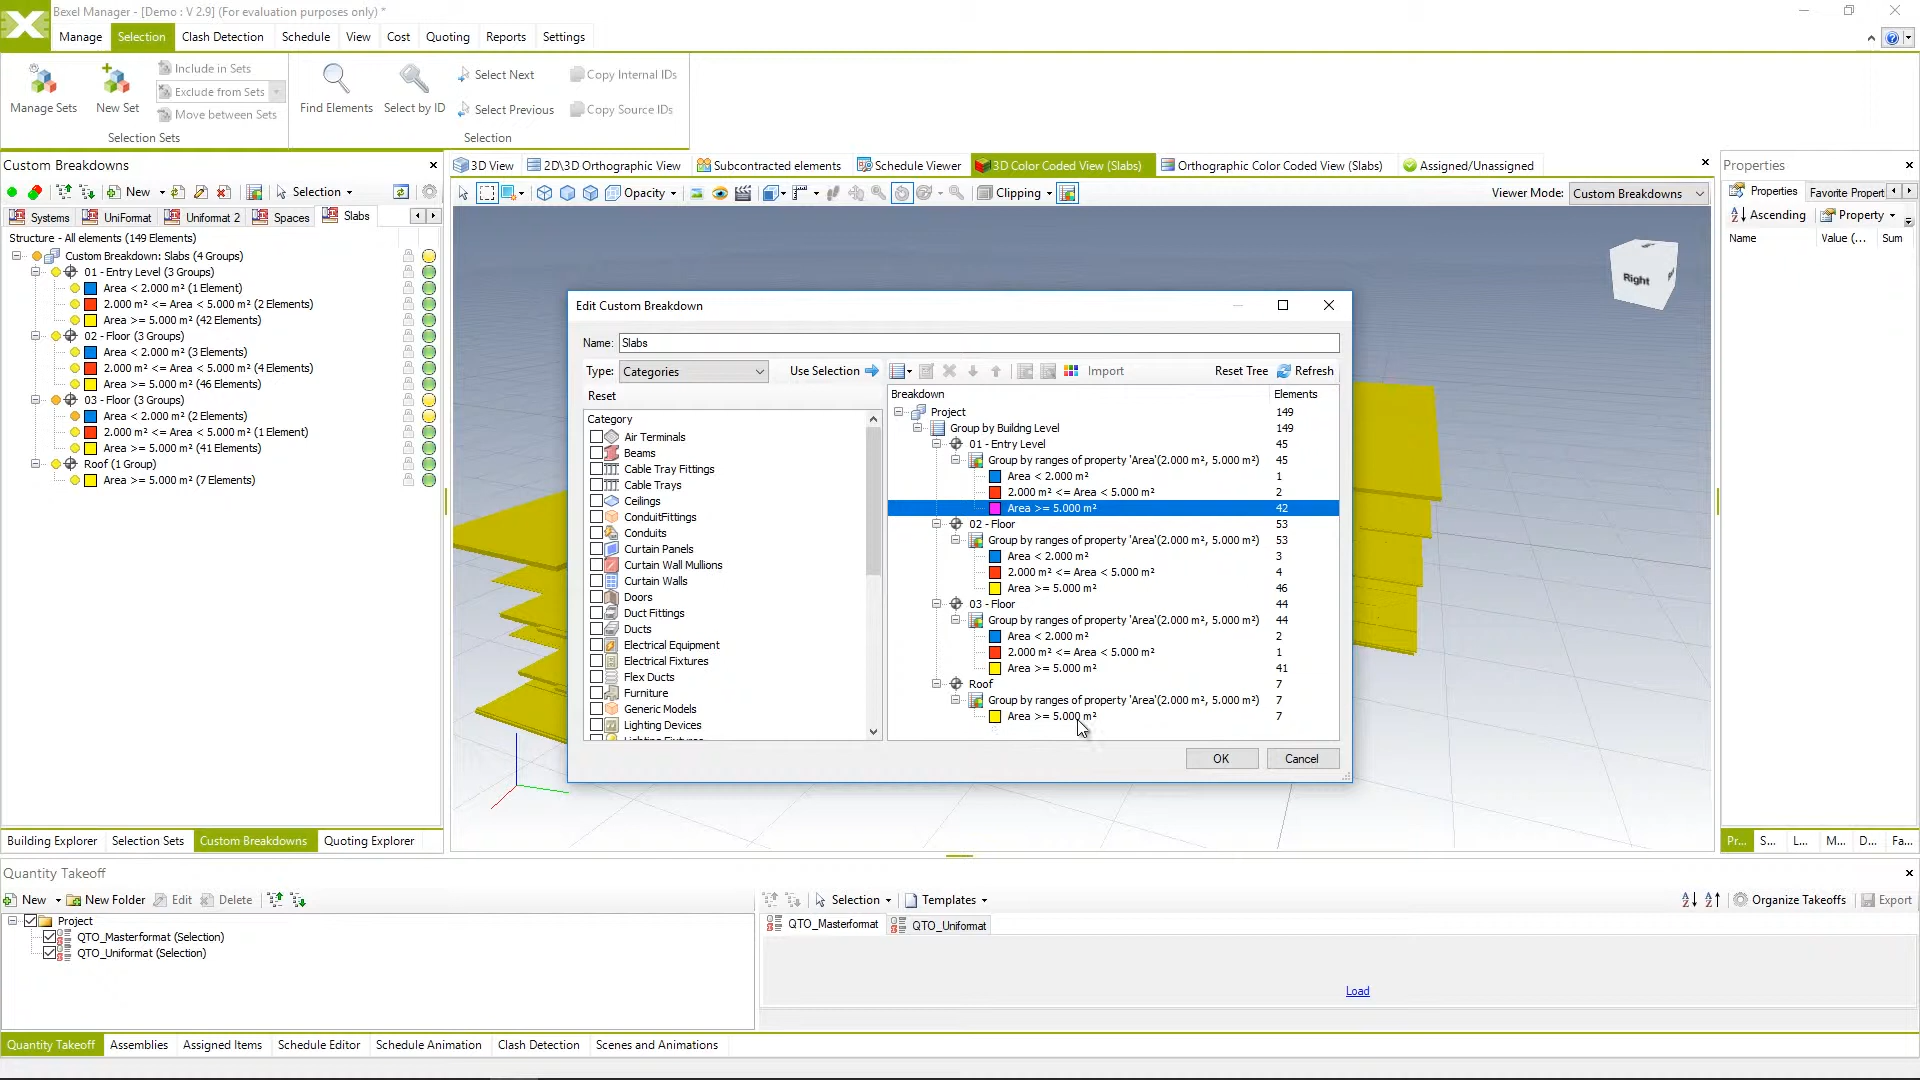 Bexel Manager - [Demo : V 2.9] (For evaluation purposes only) *
Manage Selection Clash Detection Schedule View Cost Quoting Reports Settings
Manage Sets
New Set
Include in Sets
Exclude from Sets
Move between Sets
Selection Sets
Find Elements
Select by ID
Select Next
Select Previous
Copy Internal IDs
Copy Source IDs
Selection
Custom Breakdowns
New Selection
Systems UniFormat Uniformat 2 Spaces Slabs
Structure - All elements (149 Elements)
Custom Breakdown: Slabs (4 Groups)
01 - Entry Level (3 Groups)
Area < 2.000 m² (1 Element)
2.000 m² <= Area < 5.000 m² (2 Elements)
Area >= 5.000 m² (42 Elements)
02 - Floor (3 Groups)
Area < 2.000 m² (3 Elements)
2.000 m² <= Area < 5.000 m² (4 Elements)
Area >= 5.000 m² (46 Elements)
03 - Floor (3 Groups)
Area < 2.000 m² (2 Elements)
2.000 m² <= Area < 5.000 m² (1 Element)
Area >= 5.000 m² (41 Elements)
Roof (1 Group)
Area >= 5.000 m² (7 Elements)
Building Explorer Selection Sets Custom Breakdowns Quoting Explorer
3D View 2D\3D Orthographic View Subcontracted elements Schedule Viewer 3D Color Coded View (Slabs) Orthographic Color Coded View (Slabs) Assigned/Unassigned
Opacity Clipping Viewer Mode: Custom Breakdowns
Right
Edit Custom Breakdown
Name: Slabs
Type: Categories Use Selection Import Reset Tree Refresh
Reset
Category
Air Terminals
Beams
Cable Tray Fittings
Cable Trays
Ceilings
ConduitFittings
Conduits
Curtain Panels
Curtain Wall Mullions
Curtain Walls
Doors
Duct Fittings
Ducts
Electrical Equipment
Electrical Fixtures
Flex Ducts
Furniture
Generic Models
Lighting Devices
Breakdown Elements
Project 149
Group by Buildng Level 149
01 - Entry Level 45
Group by ranges of property 'Area'(2.000 m², 5.000 m²) 45
Area < 2.000 m² 1
2.000 m² <= Area < 5.000 m² 2
Area >= 5.000 m² 42
02 - Floor 53
Group by ranges of property 'Area'(2.000 m², 5.000 m²) 53
Area < 2.000 m² 3
2.000 m² <= Area < 5.000 m² 4
Area >= 5.000 m² 46
03 - Floor 44
Group by ranges of property 'Area'(2.000 m², 5.000 m²) 44
Area < 2.000 m² 2
2.000 m² <= Area < 5.000 m² 1
Area >= 5.000 m² 41
Roof 7
Group by ranges of property 'Area'(2.000 m², 5.000 m²) 7
Area >= 5.000 m² 7
OK Cancel
Properties
Properties Favorite Propert
Ascending Property
Name Value (... Sum
Pr... S... L... M... D... Fa...
Quantity Takeoff
New New Folder Edit Delete
Project
QTO_Masterformat (Selection)
QTO_Uniformat (Selection)
Selection Templates Organize Takeoffs Export
QTO_Masterformat QTO_Uniformat
Load
Quantity Takeoff Assemblies Assigned Items Schedule Editor Schedule Animation Clash Detection Scenes and Animations